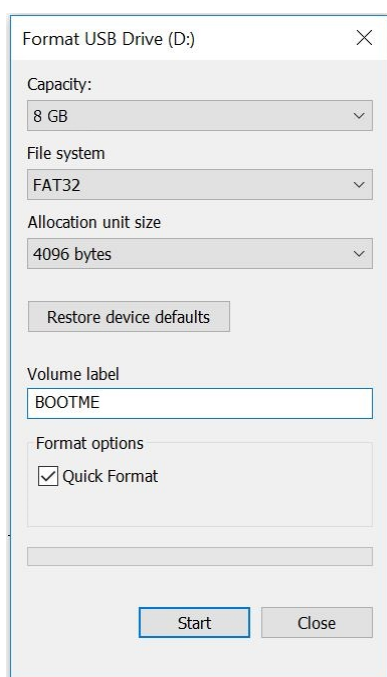 Format USB Drive (D:)
Capacity:
8 GB
File system
FAT32
Allocation unit size
4096 bytes
Restore device defaults
Volume label
BOOTME
Format options
Quick Format
Start Close